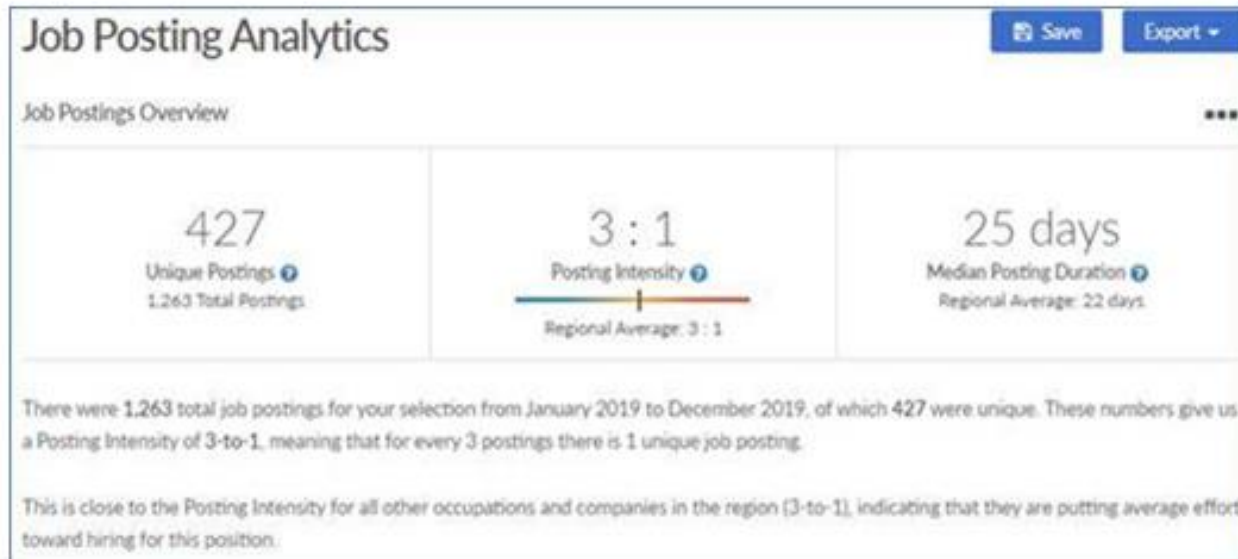 Job Posting Analytics
Save
Export
Job Postings Overview
427
Unique Postings
1,263 Total Postings
3 : 1
Posting Intensity
Regional Average: 3 : 1
25 days
Median Posting Duration
Regional Average: 22 days
There were 1,263 total job postings for your selection from January 2019 to December 2019, of which 427 were unique. These numbers give us
a Posting Intensity of 3-to-1, meaning that for every 3 postings there is 1 unique job posting.
This is close to the Posting Intensity for all other occupations and companies in the region (3-to-1), indicating that they are putting average effort
toward hiring for this position.